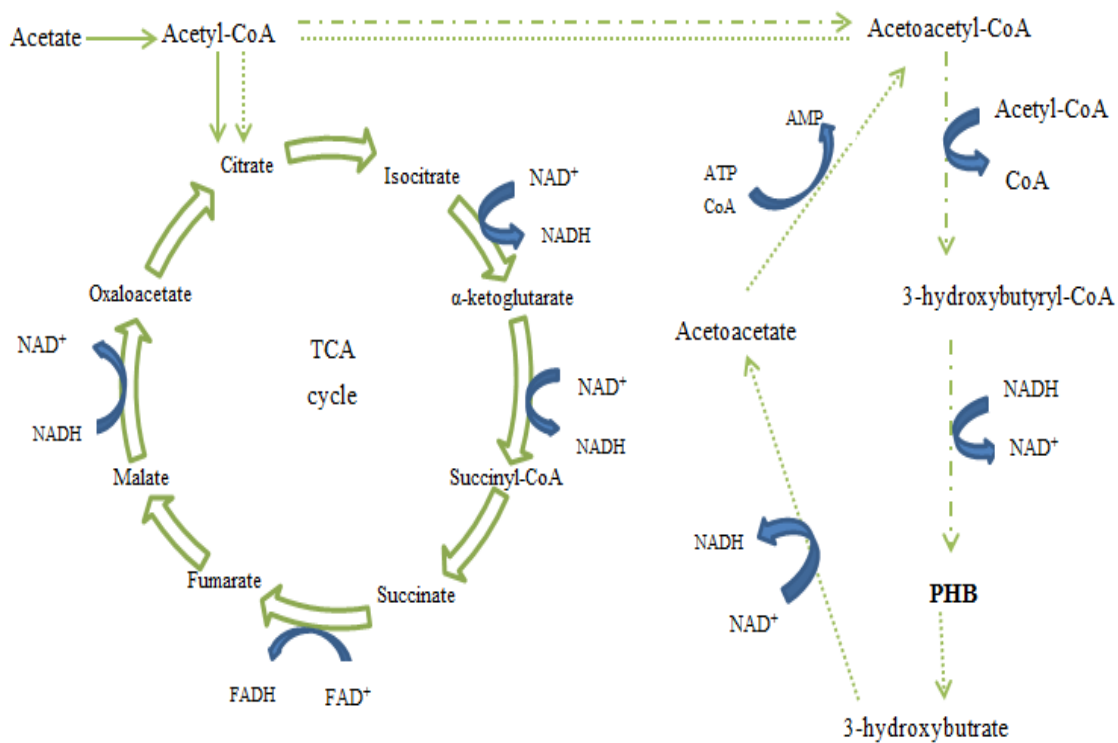 Acetate
Acetyl-CoA
Acetoacetyl-CoA
Citrate
Isocitrate
NAD⁺
NADH
α-ketoglutarate
NAD⁺
NADH
Succinyl-CoA
Succinate
FAD⁺
FADH
Fumarate
Malate
NADH
NAD⁺
Oxaloacetate
TCA
cycle
AMP
ATP
CoA
Acetoacetate
NADH
NAD⁺
Acetyl-CoA
CoA
3-hydroxybutyryl-CoA
NADH
NAD⁺
PHB
3-hydroxybutrate